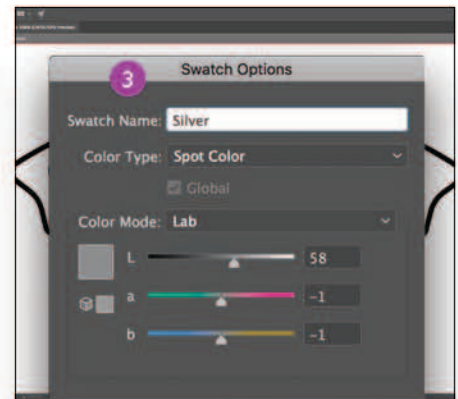 3
Swatch Options
Swatch Name: Silver
Color Type: Spot Color
Global
Color Mode: Lab
L 58
a -1
b -1